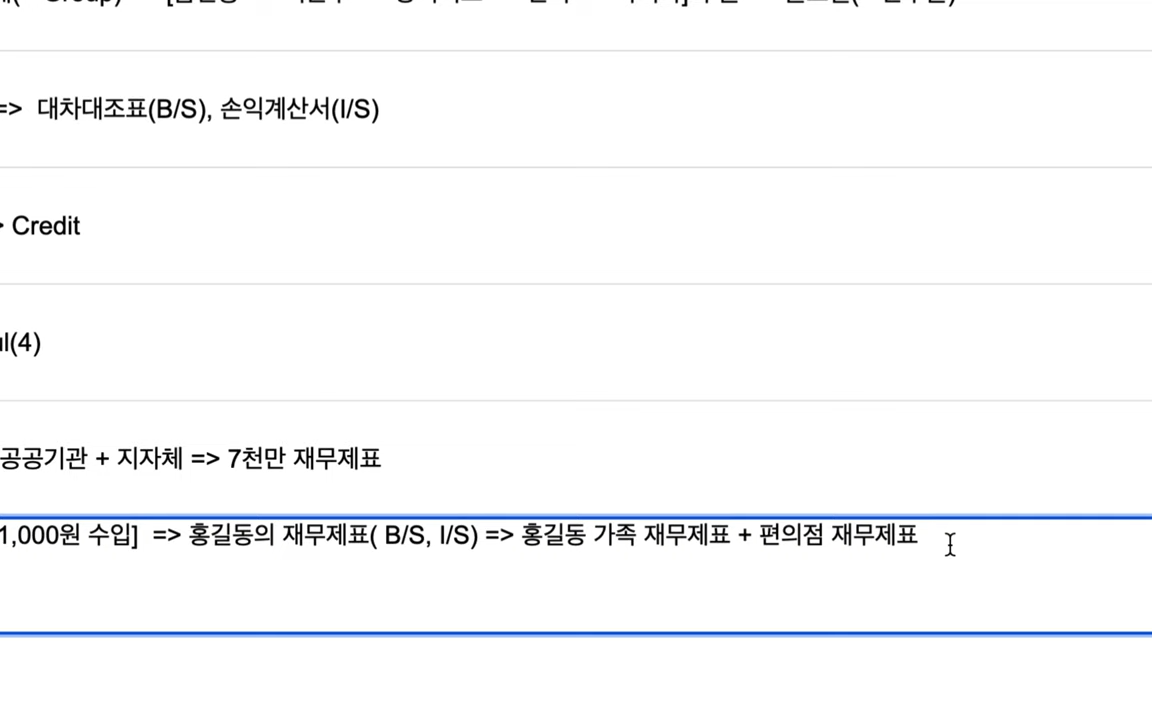 => 대차대조표(B/S), 손익계산서(I/S)
Credit
(4)
공공기관 + 지자체 => 7천만 재무제표
1,000원 수입] => 홍길동의 재무제표( B/S, I/S) => 홍길동 가족 재무제표 + 편의점 재무제표